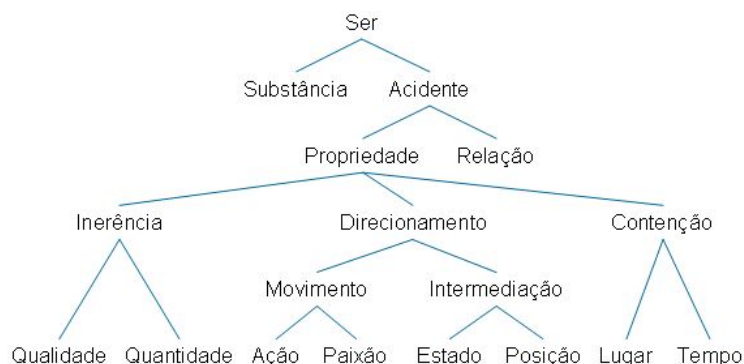 Ser
Substância Acidente
Propriedade Relação
Inerência Direcionamento Contenção
Movimento Intermediação
Qualidade Quantidade Ação Paixão Estado Posição Lugar Tempo